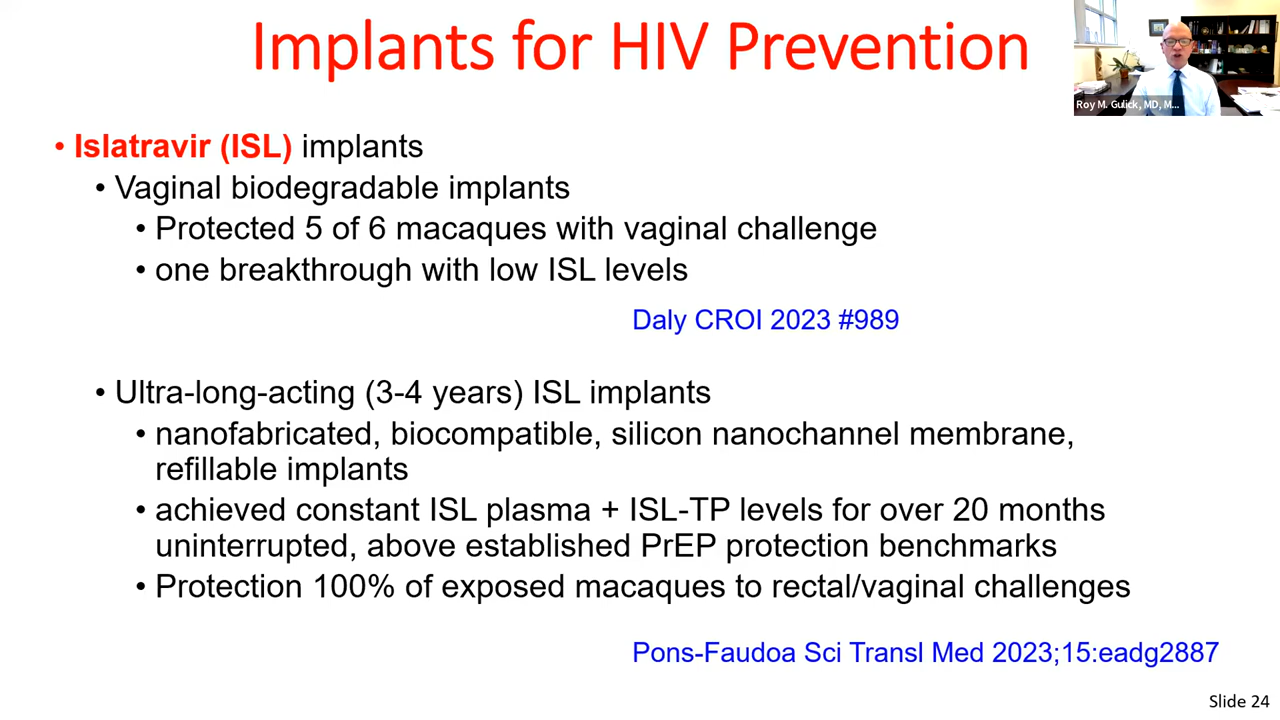 Implants for HIV Prevention
Roy M. Gulick, MD, M...
• Islatravir (ISL) implants
• Vaginal biodegradable implants
• Protected 5 of 6 macaques with vaginal challenge
• one breakthrough with low ISL levels
Daly CROI 2023 #989
• Ultra-long-acting (3-4 years) ISL implants
• nanofabricated, biocompatible, silicon nanochannel membrane,
refillable implants
• achieved constant ISL plasma + ISL-TP levels for over 20 months
uninterrupted, above established PrEP protection benchmarks
• Protection 100% of exposed macaques to rectal/vaginal challenges
Pons-Faudoa Sci Transl Med 2023;15:eadg2887
Slide 24